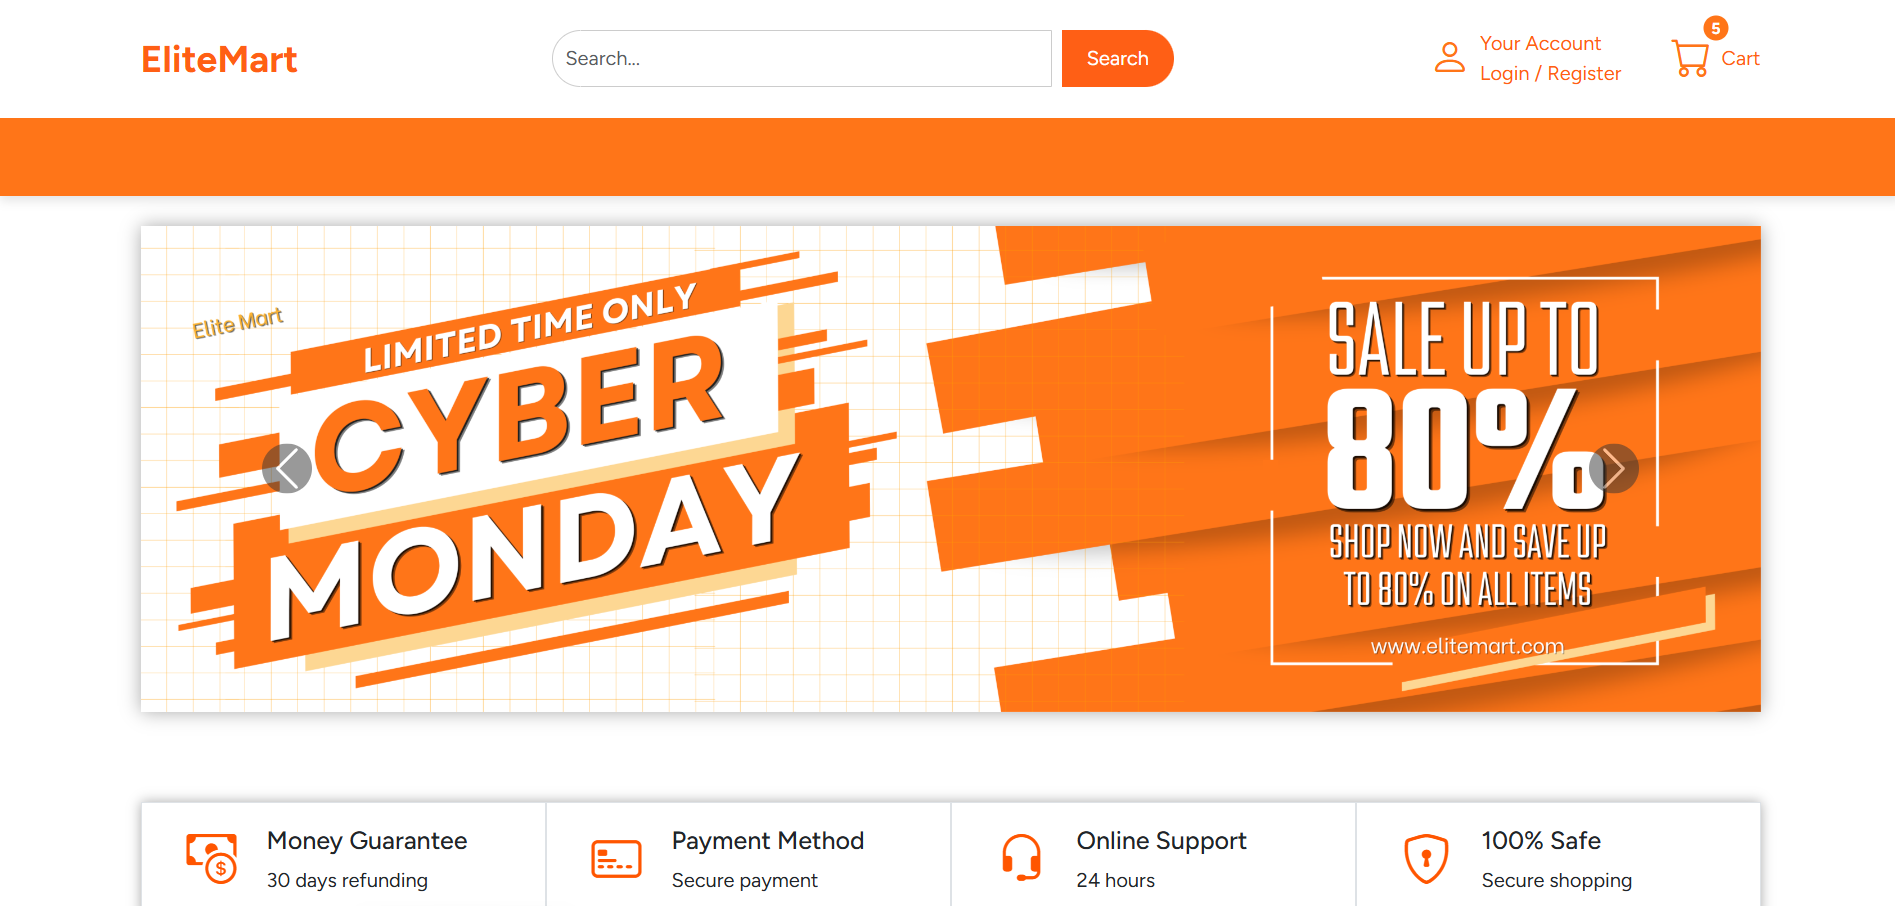 EliteMart
Search...
Search
Your Account
Login / Register
5
Cart
Elite Mart
LIMITED TIME ONLY
CYBER
MONDAY
SALE UP TO
80%
SHOP NOW AND SAVE UP
TO 80% ON ALL ITEMS
www.elitemart.com
Money Guarantee
30 days refunding
Payment Method
Secure payment
Online Support
24 hours
100% Safe
Secure shopping